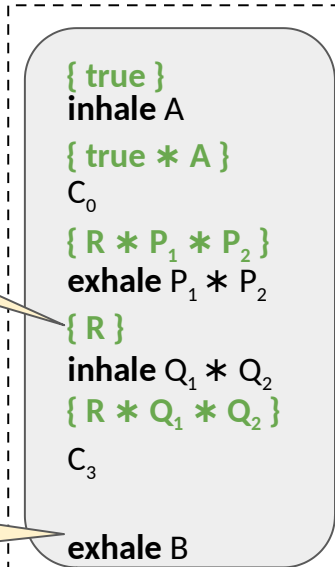 { true }
inhale A
{ true ∗ A }
C₀
{ R ∗ P₁ ∗ P₂ }
exhale P₁ ∗ P₂
{ R }
inhale Q₁ ∗ Q₂
{ R ∗ Q₁ ∗ Q₂ }
C₃
exhale B